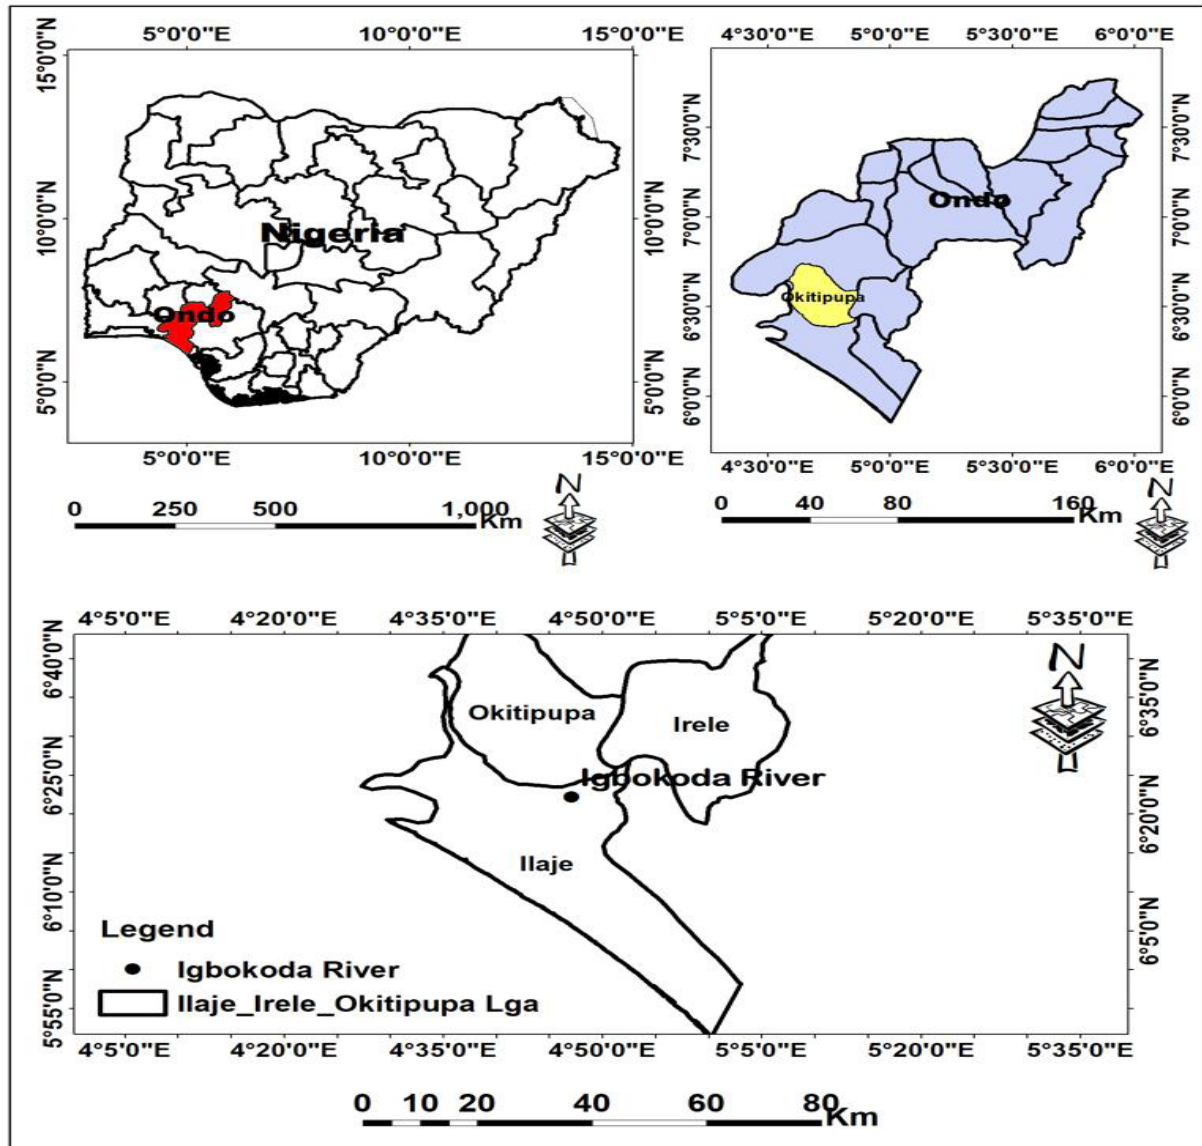 5°0'0"E 10°0'0"E 15°0'0"E
15°0'0"N
10°0'0"N
5°0'0"N
Nigeria
Ondo
10°0'0"N
5°0'0"N
5°0'0"E 10°0'0"E 15°0'0"E
0 250 500 1,000 Km
N
4°30'0"E 5°0'0"E 5°30'0"E 6°0'0"E
7°30'0"N
7°0'0"N
6°30'0"N
6°0'0"N
Ondo
Okitipupa
7°30'0"N
7°0'0"N
6°30'0"N
6°0'0"N
4°30'0"E 5°0'0"E 5°30'0"E 6°0'0"E
0 40 80 160 Km
N
4°5'0"E 4°20'0"E 4°35'0"E 4°50'0"E 5°5'0"E 5°20'0"E 5°35'0"E
6°40'0"N
6°25'0"N
6°10'0"N
5°55'0"N
N
Okitipupa
Irele
Igbokoda River
Ilaje
6°35'0"N
6°20'0"N
6°5'0"N
Legend
Igbokoda River
Ilaje_Irele_Okitipupa Lga
4°5'0"E 4°20'0"E 4°35'0"E 4°50'0"E 5°5'0"E 5°20'0"E 5°35'0"E
0 10 20 40 60 80 Km